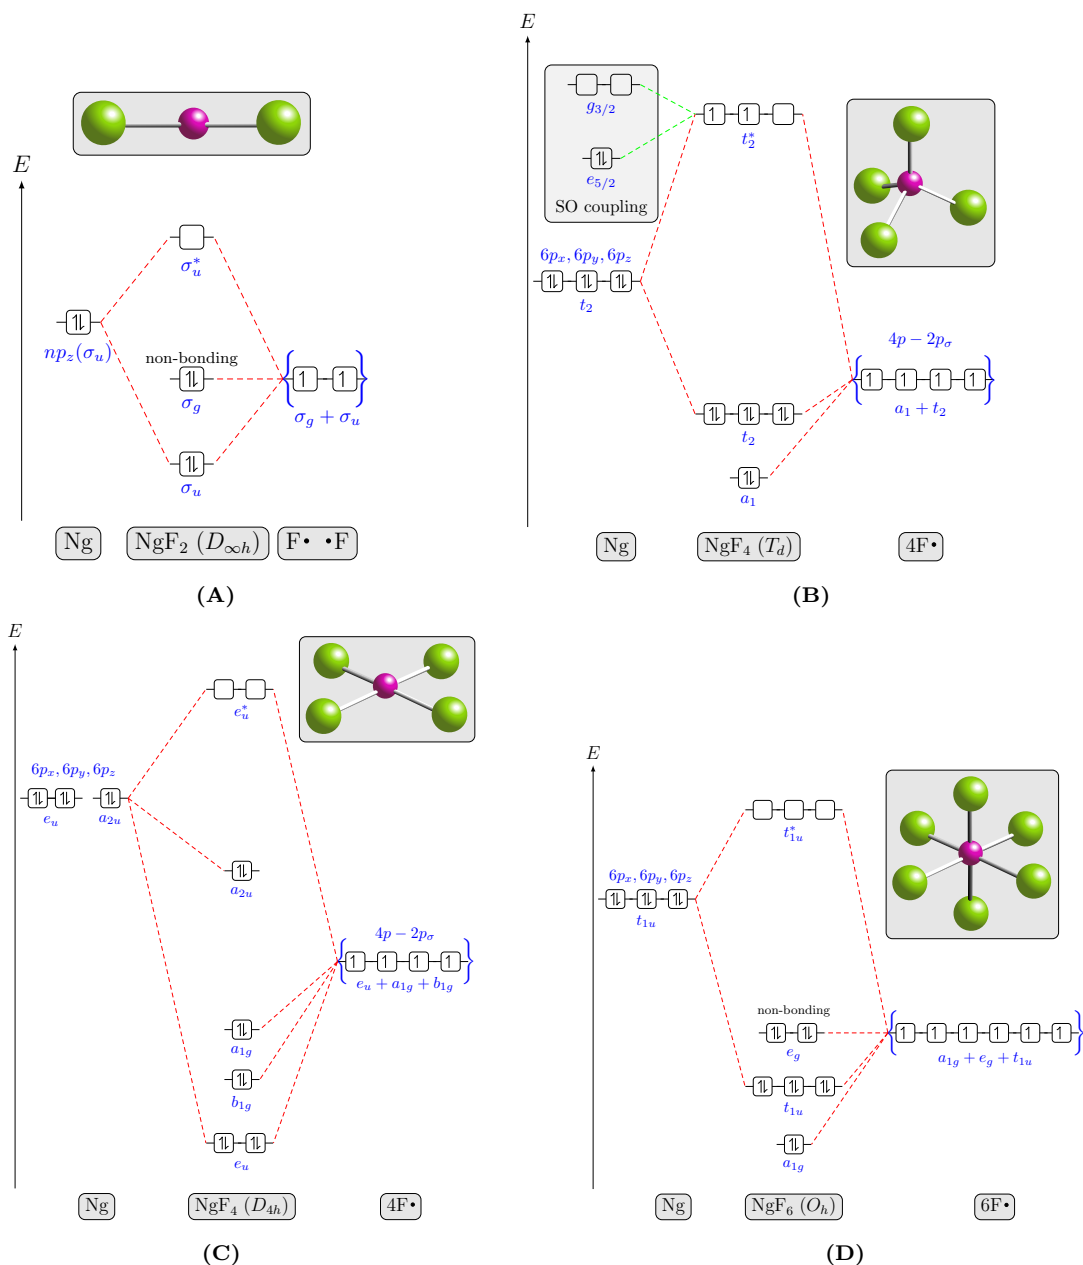 E
σ*u
npz(σu)
non-bonding
σg
σg + σu
σu
Ng
NgF2 (D∞h)
F• •F
(A)
E
g3/2
e5/2
SO coupling
t*2
6px, 6py, 6pz
t2
4p − 2pσ
a1 + t2
t2
a1
Ng
NgF4 (Td)
4F•
(B)
E
e*u
6px, 6py, 6pz
eu
a2u
a2u
4p − 2pσ
eu + a1g + b1g
a1g
b1g
eu
Ng
NgF4 (D4h)
4F•
(C)
E
t*1u
6px, 6py, 6pz
t1u
non-bonding
eg
a1g + eg + t1u
t1u
a1g
Ng
NgF6 (Oh)
6F•
(D)